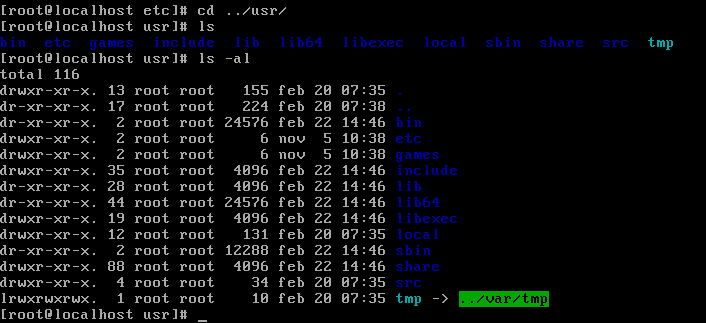 [root@localhost etc]# cd ../usr/
[root@localhost usr]# ls
bin  etc  games  include  lib  lib64  libexec  local  sbin  share  src  tmp
[root@localhost usr]# ls -al
total 116
drwxr-xr-x. 13 root root   155 feb 20 07:35 .
dr-xr-xr-x. 17 root root   224 feb 20 07:38 ..
dr-xr-xr-x.  2 root root 24576 feb 22 14:46 bin
drwxr-xr-x.  2 root root     6 nov  5 10:38 etc
drwxr-xr-x.  2 root root     6 nov  5 10:38 games
drwxr-xr-x. 35 root root  4096 feb 22 14:46 include
dr-xr-xr-x. 28 root root  4096 feb 22 14:46 lib
dr-xr-xr-x. 44 root root 24576 feb 22 14:46 lib64
drwxr-xr-x. 19 root root  4096 feb 22 14:46 libexec
drwxr-xr-x. 12 root root   131 feb 20 07:35 local
dr-xr-xr-x.  2 root root 12288 feb 22 14:46 sbin
drwxr-xr-x. 88 root root  4096 feb 22 14:46 share
drwxr-xr-x.  4 root root    34 feb 20 07:35 src
lrwxrwxrwx.  1 root root    10 feb 20 07:35 tmp -> ../var/tmp
[root@localhost usr]# _